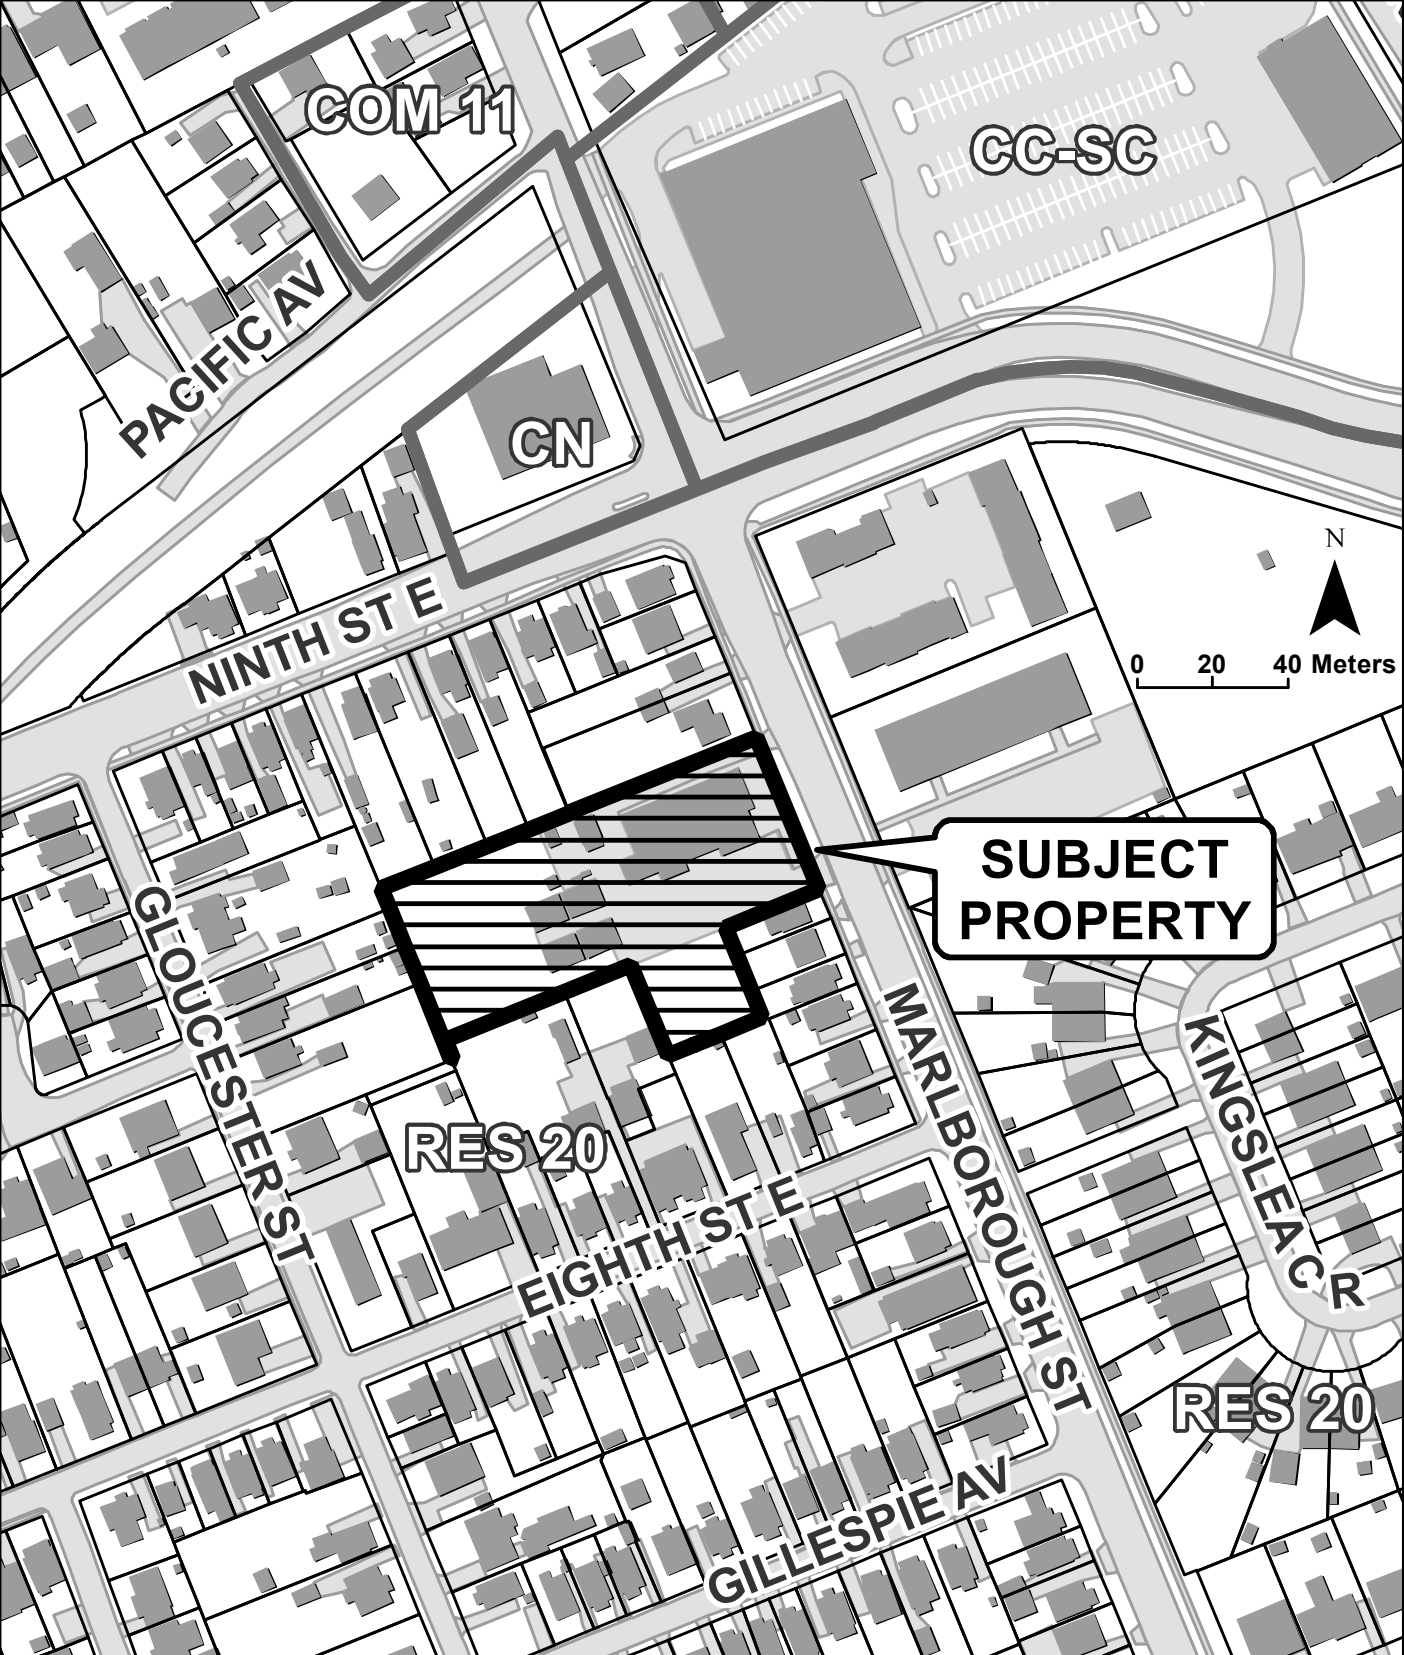 COM 11
CC-SC
PACIFIC AV
CN
N
NINTH ST E
0 20 40 Meters
SUBJECT
PROPERTY
GLOUCESTER ST
MARLBOROUGH ST
KINGSLEA CR
RES 20
EIGHTH ST E
RES 20
GILLESPIE AV